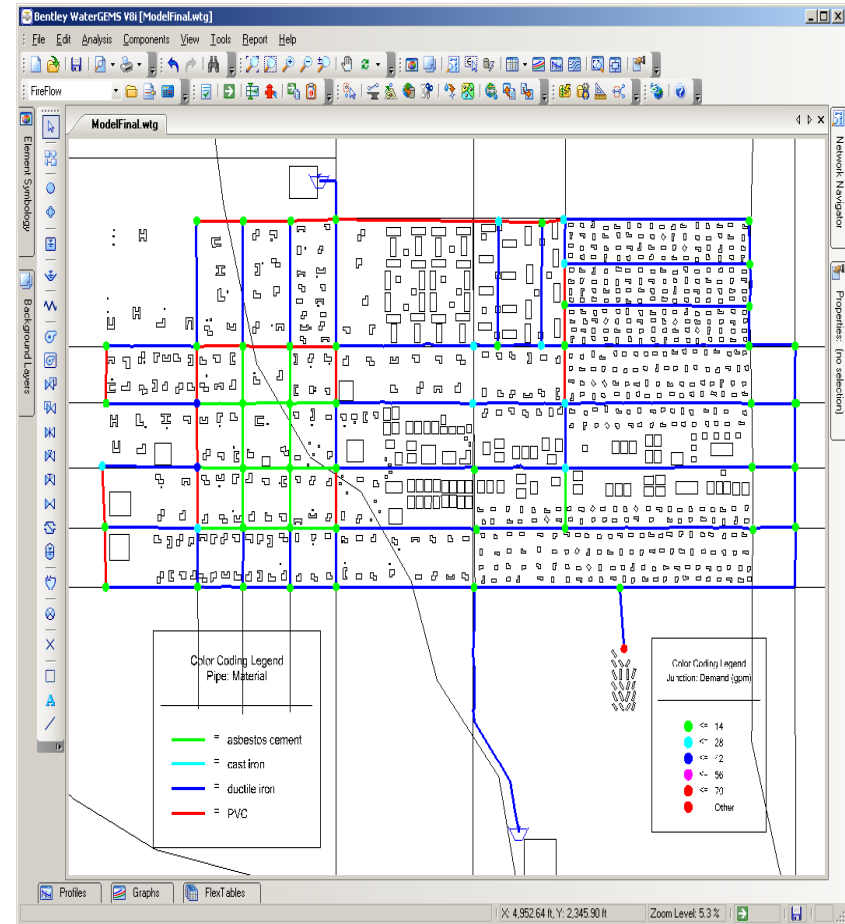 Bentley WaterGEMS V8i [ModelFinal.wtg]
File Edit Analysis Components View Tools Report Help
FireFlow
ModelFinal.wtg
Element Symbology
Background Layers
Network Navigator
Properties: (no selection)
Color Coding Legend
Pipe: Material
= asbestos cement
= cast iron
= ductile iron
= PVC
Color Coding Legend
Junction: Demand (gpm)
<= 14
<= 28
<= 42
<= 56
<= 70
Other
Profiles Graphs FlexTables
X: 4,952.64 ft, Y: 2,345.90 ft Zoom Level: 5.3 %